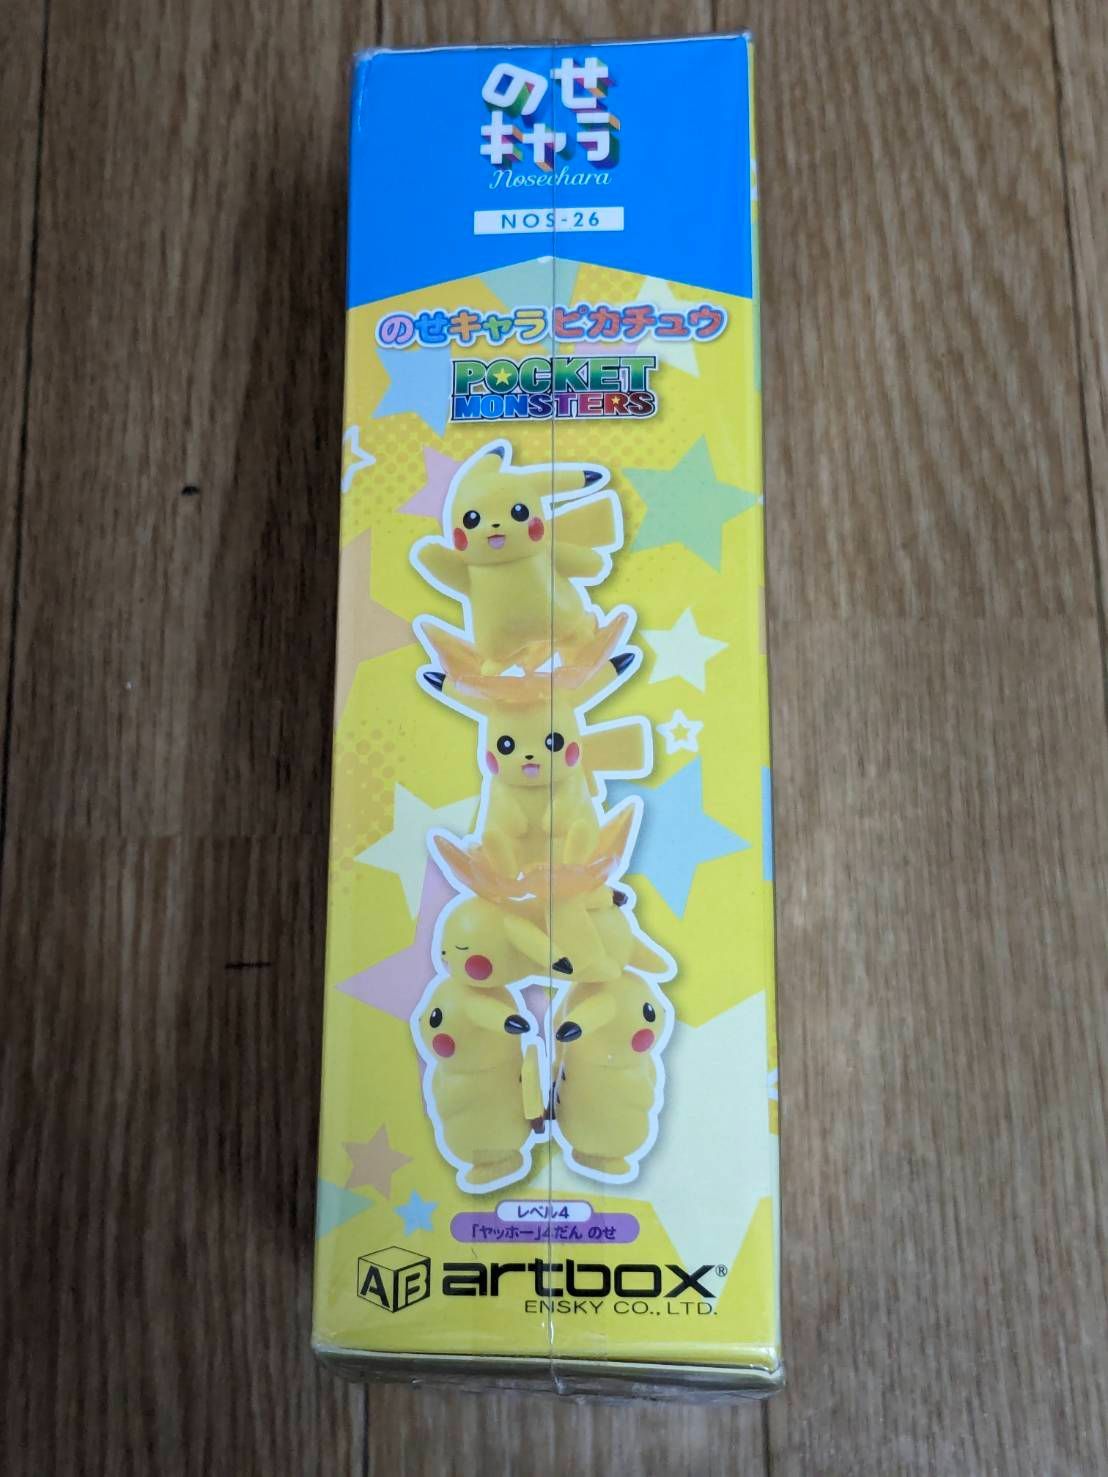 のせ
キャラ
Nosechara
NOS-26
のせキャラピカチュウ
POCKET
MONSTERS
レベル4
「ヤッホー」4だん のせ
AB artbox®
ENSKY CO., LTD.